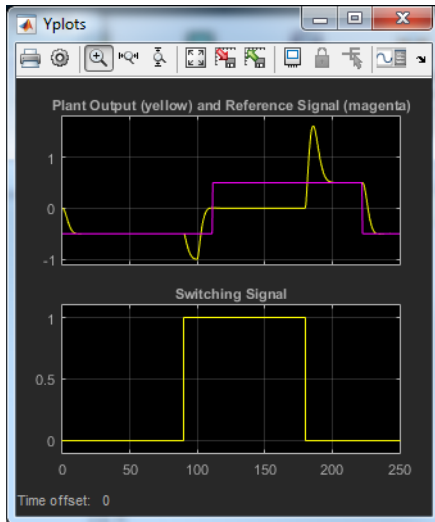 Yplots
Plant Output (yellow) and Reference Signal (magenta)
1
0
-1
Switching Signal
1
0.5
0
0 50 100 150 200 250
Time offset: 0